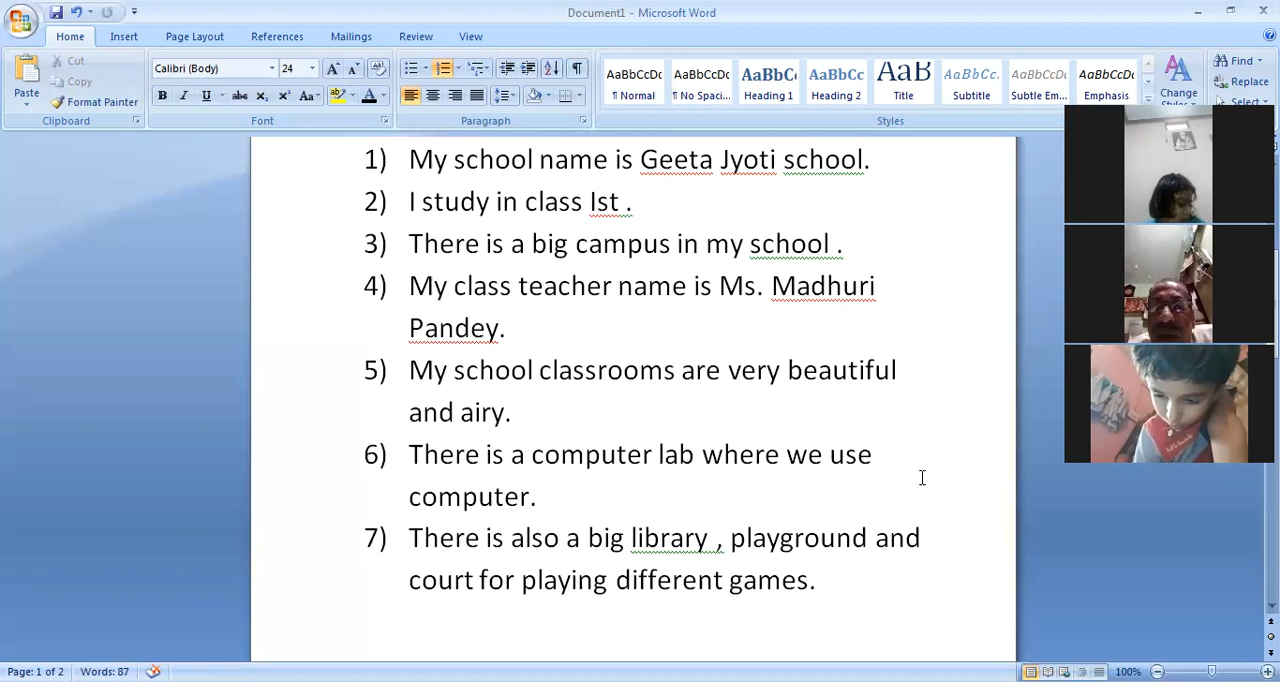 Document1 - Microsoft Word
Home Insert Page Layout References Mailings Review View
Paste
Cut
Copy
Format Painter
Clipboard
Calibri (Body) 24
Font
Paragraph
AaBbCcDc AaBbCcDc AaBbC AaBbCc AaB AaBbCc. AaBbCcDc AaBbCcDc
¶ Normal ¶ No Spaci... Heading 1 Heading 2 Title Subtitle Subtle Em... Emphasis
Change
Styles
Find
Replace
Select
1) My school name is Geeta Jyoti school.
2) I study in class Ist .
3) There is a big campus in my school .
4) My class teacher name is Ms. Madhuri
Pandey.
5) My school classrooms are very beautiful
and airy.
6) There is a computer lab where we use
computer.
7) There is also a big library , playground and
court for playing different games.
Page: 1 of 2 Words: 87 100%